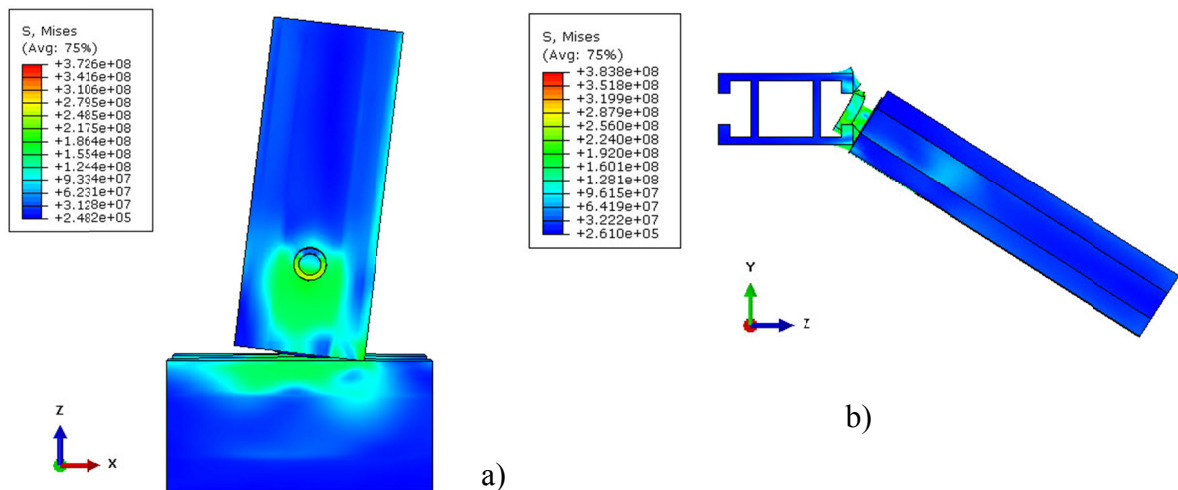 S, Mises
(Avg: 75%)
+3.726e+08
+3.416e+08
+3.106e+08
+2.795e+08
+2.485e+08
+2.175e+08
+1.864e+08
+1.554e+08
+1.244e+08
+9.334e+07
+6.231e+07
+3.128e+07
+2.482e+05
Z
X
a)
S, Mises
(Avg: 75%)
+3.838e+08
+3.518e+08
+3.199e+08
+2.879e+08
+2.560e+08
+2.240e+08
+1.920e+08
+1.601e+08
+1.281e+08
+9.615e+07
+6.419e+07
+3.222e+07
+2.610e+05
Y
Z
b)